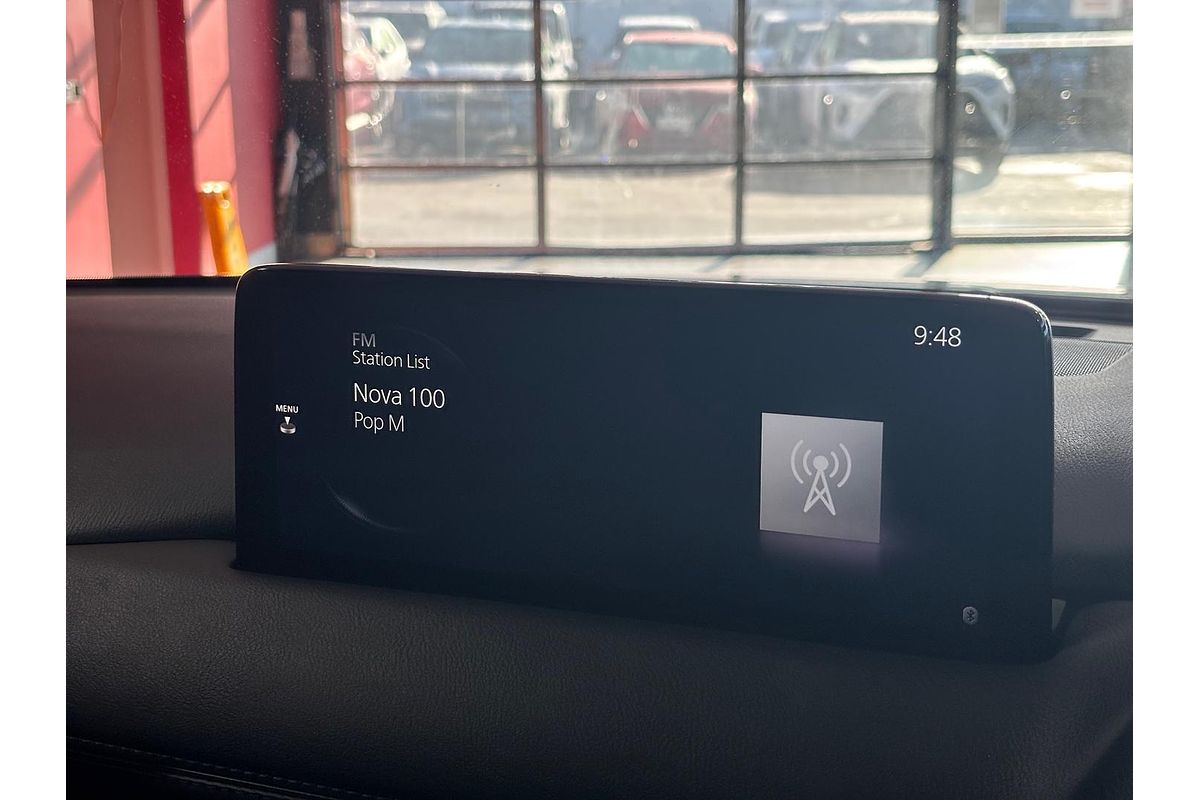 FM
Station List
9:48
Nova 100
Pop M
MENU